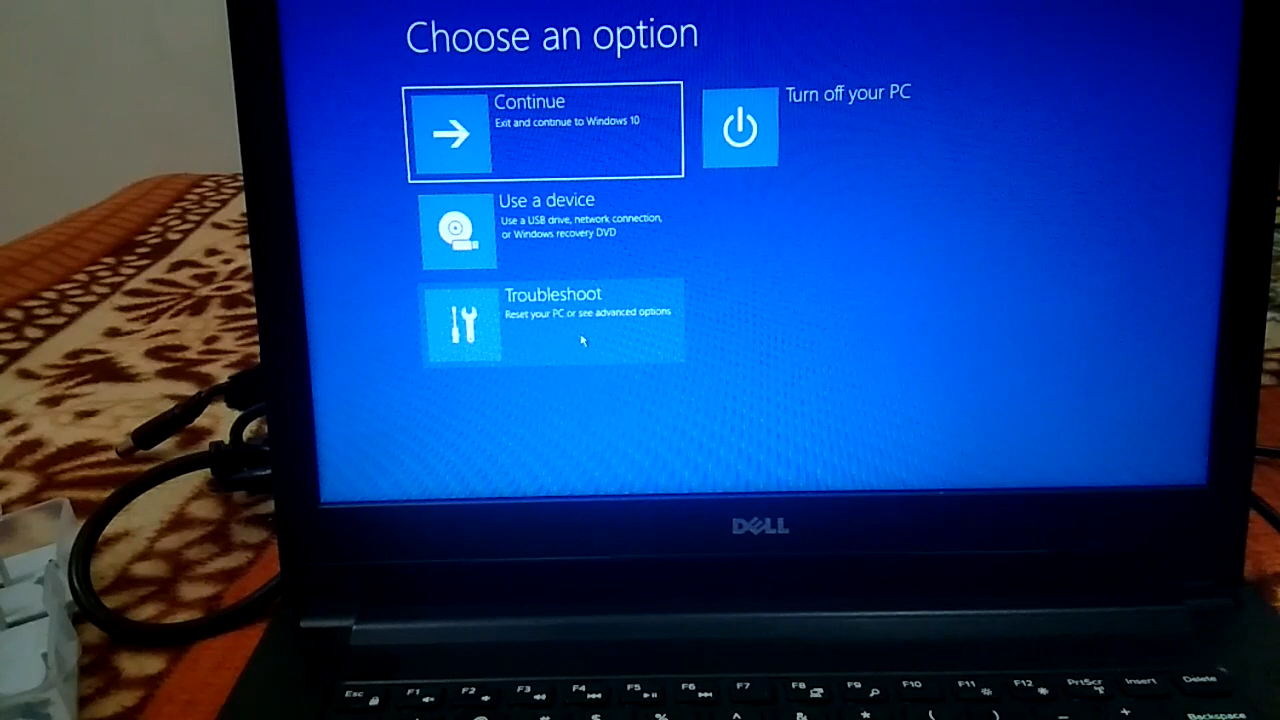 Choose an option
Continue
Exit and continue to Windows 10
Turn off your PC
Use a device
Use a USB drive, network connection,
or Windows recovery DVD
Troubleshoot
Reset your PC or see advanced options
DELL
Esc F1 F2 F3 F4 F5 F6 F7 F8 F9 F10 F11 F12 PrtScr Insert Delete
$ % ^ & * ( ) _ + Backspace